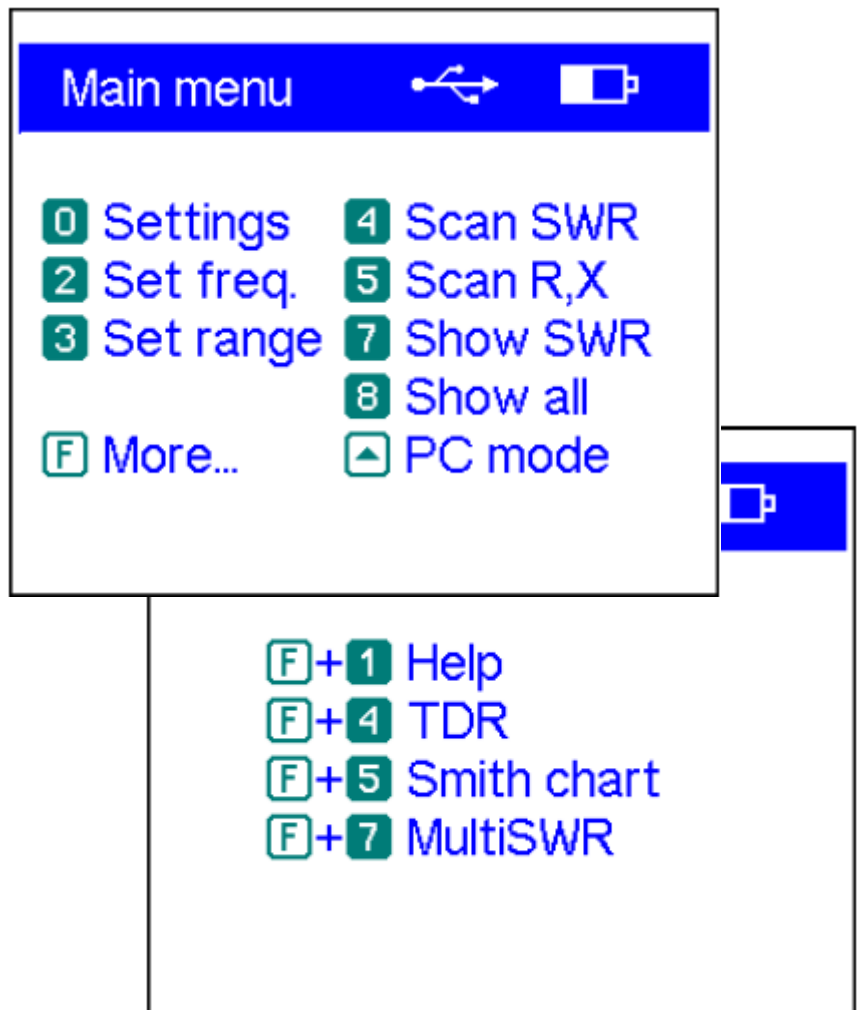 Main menu
0 Settings 4 Scan SWR
2 Set freq. 5 Scan R,X
3 Set range 7 Show SWR
8 Show all
F More... PC mode
F+1 Help
F+4 TDR
F+5 Smith chart
F+7 MultiSWR